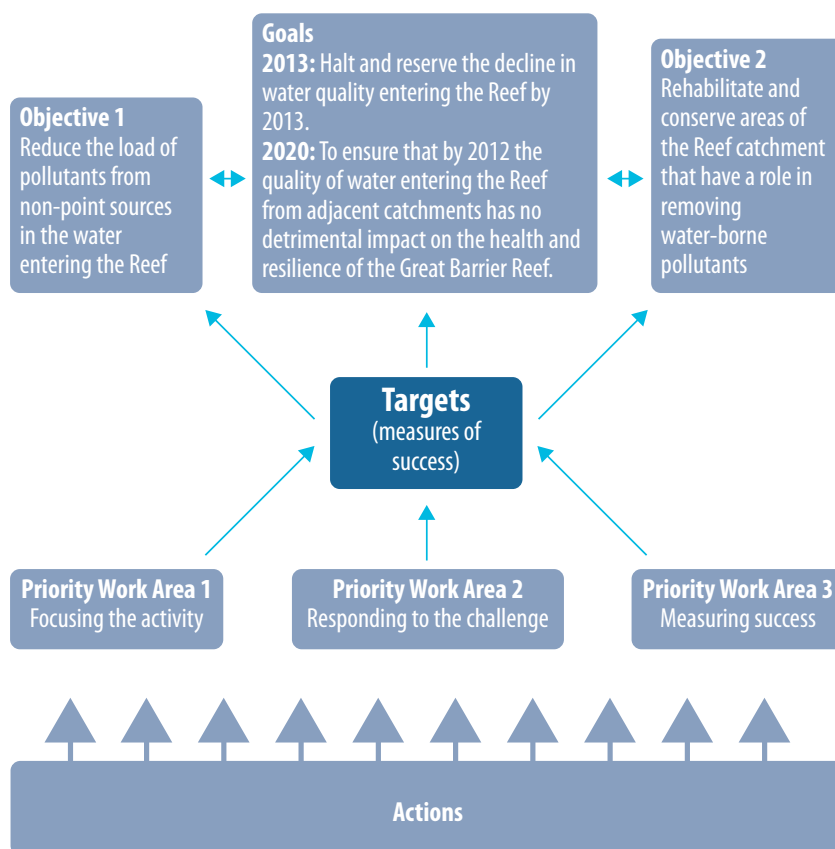 Goals
2013: Halt and reserve the decline in
water quality entering the Reef by
2013.
2020: To ensure that by 2012 the
quality of water entering the Reef
from adjacent catchments has no
detrimental impact on the health and
resilience of the Great Barrier Reef.
Objective 1
Reduce the load of
pollutants from
non-point sources
in the water
entering the Reef
Objective 2
Rehabilitate and
conserve areas of
the Reef catchment
that have a role in
removing
water-borne
pollutants
Targets
(measures of
success)
Priority Work Area 1
Focusing the activity
Priority Work Area 2
Responding to the challenge
Priority Work Area 3
Measuring success
Actions